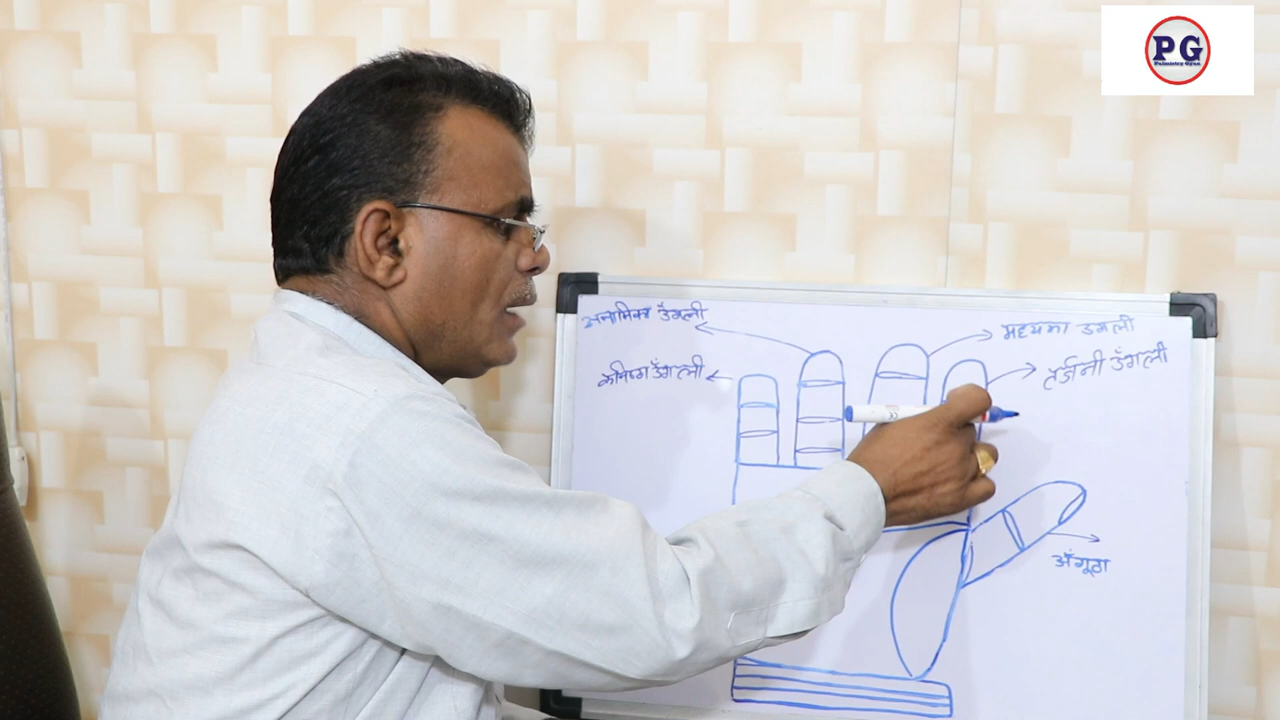 PG
Palmistry Gyan
अनामिका उँगली
मध्यमा उंगली
कनिष्ठा उँगली
तर्जनी उँगली
अँगूठा